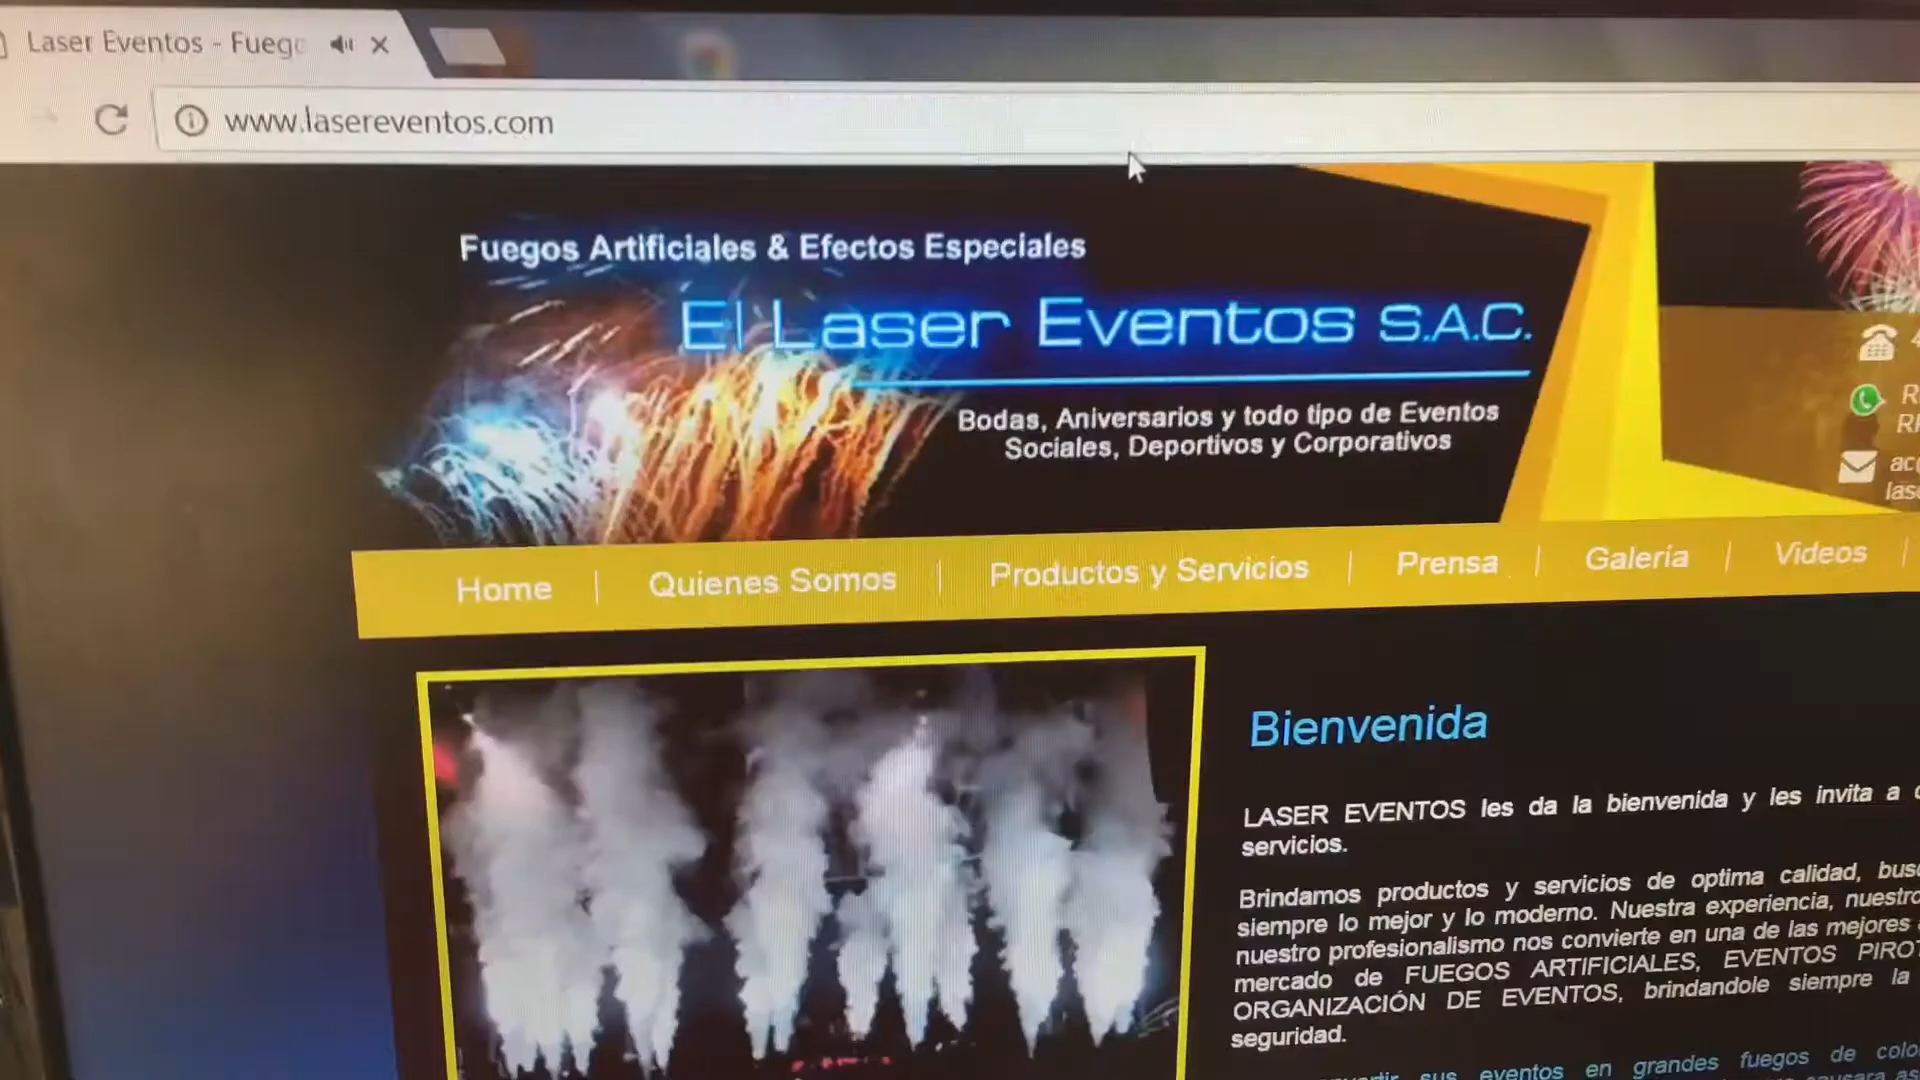 Laser Eventos - Fuego
www.lasereventos.com
Fuegos Artificiales & Efectos Especiales
El Laser Eventos S.A.C.
Bodas, Aniversarios y todo tipo de Eventos
Sociales, Deportivos y Corporativos
Home
Quienes Somos
Productos y Servicios
Prensa
Galería
Videos
Bienvenida
LASER EVENTOS les da la bienvenida y les invita a
servicios.
Brindamos productos y servicios de optima calidad,
siempre lo mejor y lo moderno. Nuestra experiencia, nuestro
nuestro profesionalismo nos convierte en una de las mejores
mercado de FUEGOS ARTIFICIALES, EVENTOS
ORGANIZACIÓN DE EVENTOS, brindandole siempre la
seguridad.
sus eventos en grandes fuegos de